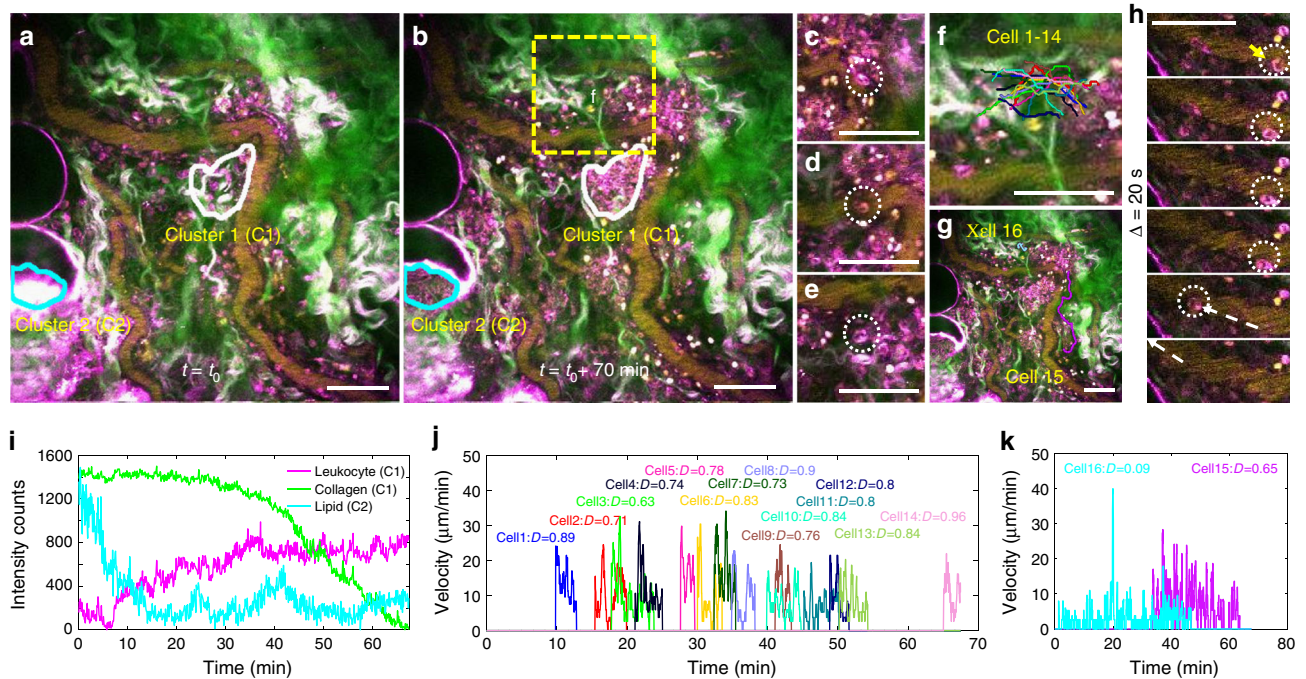 a
Cluster 1 (C1)
Cluster 2 (C2)
t = t0
b
f
Cluster 1 (C1)
Cluster 2 (C2)
t = t0 + 70 min
c
d
e
f
Cell 1-14
g
Xεll 16
Cell 15
h
Δ = 20 s
i
1600
1200
800
400
0
Intensity counts
Leukocyte (C1)
Collagen (C1)
Lipid (C2)
0 10 20 30 40 50 60
Time (min)
j
50
40
30
20
10
0
Velocity (µm/min)
Cell5:D=0.78 Cell8:D=0.9
Cell4:D=0.74 Cell7:D=0.73 Cell12:D=0.8
Cell3:D=0.63 Cell6:D=0.83 Cell11:D=0.8
Cell2:D=0.71 Cell10:D=0.84 Cell14:D=0.96
Cell1:D=0.89 Cell9:D=0.76 Cell13:D=0.84
0 10 20 30 40 50 60 70
Time (min)
k
50
40
30
20
10
0
Velocity (µm/min)
Cell16:D=0.09 Cell15:D=0.65
0 20 40 60 80
Time (min)